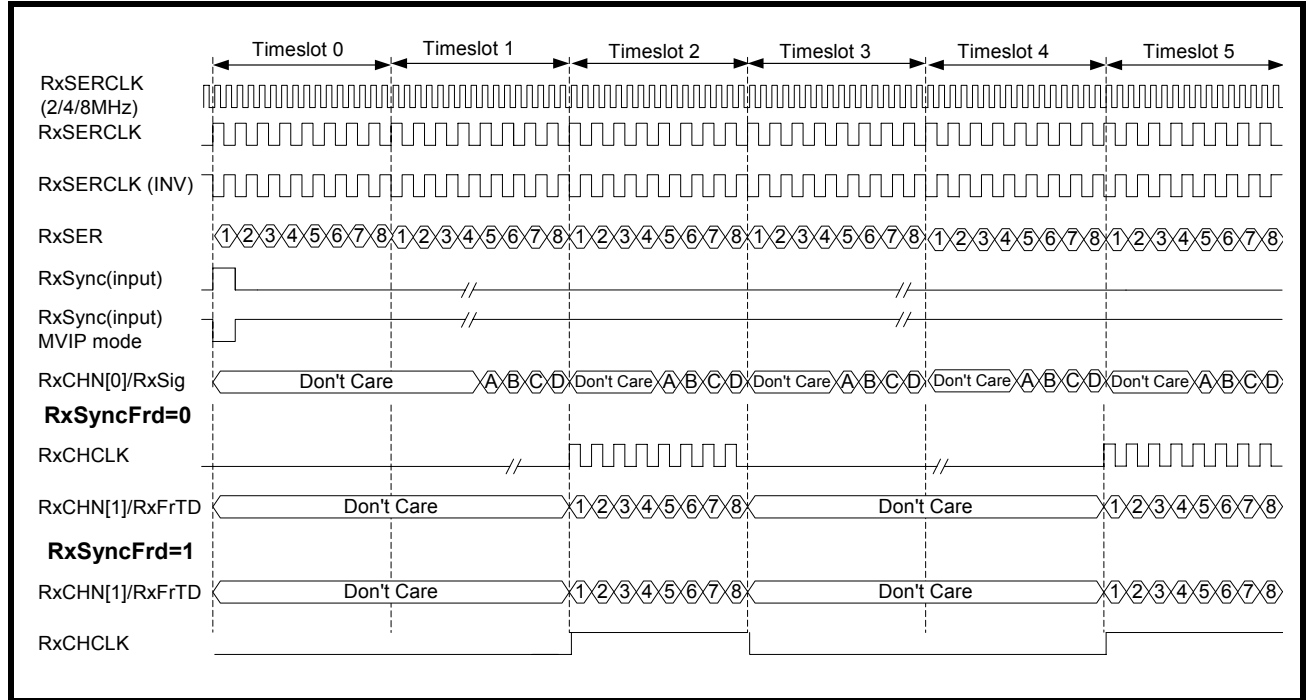 Timeslot 0 Timeslot 1 Timeslot 2 Timeslot 3 Timeslot 4 Timeslot 5
RxSERCLK
(2/4/8MHz)
RxSERCLK
RxSERCLK (INV)
RxSER 1 2 3 4 5 6 7 8 1 2 3 4 5 6 7 8 1 2 3 4 5 6 7 8 1 2 3 4 5 6 7 8 1 2 3 4 5 6 7 8 1 2 3 4 5 6 7 8
RxSync(input)
RxSync(input)
MVIP mode
RxCHN[0]/RxSig Don't Care A B C D Don't Care A B C D Don't Care A B C D Don't Care A B C D Don't Care A B C D
RxSyncFrd=0
RxCHCLK
RxCHN[1]/RxFrTD Don't Care 1 2 3 4 5 6 7 8 Don't Care 1 2 3 4 5 6 7 8
RxSyncFrd=1
RxCHN[1]/RxFrTD Don't Care 1 2 3 4 5 6 7 8 Don't Care 1 2 3 4 5 6 7 8
RxCHCLK